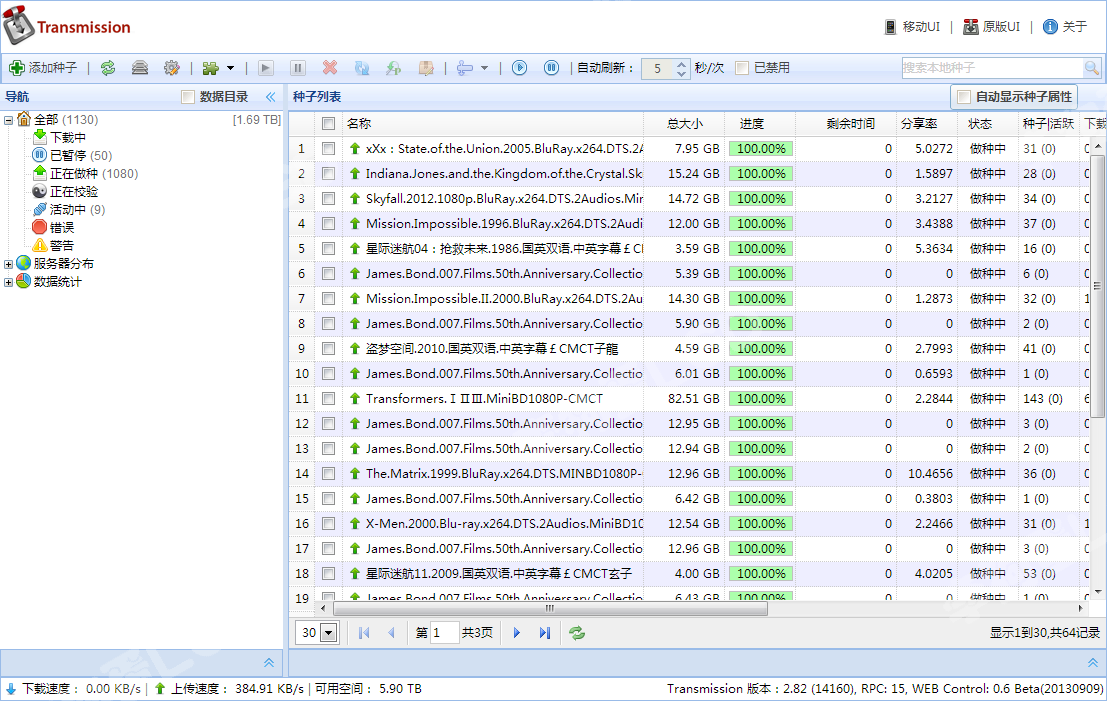 Transmission
移动UI | 原版UI | 关于
添加种子 | 自动刷新： 5 秒/次 已禁用 搜索本地种子
导航 数据目录 种子列表 自动显示种子属性
全部 (1130) [1.69 TB]
下载中
已暂停 (50)
正在做种 (1080)
正在校验
活动中 (9)
错误
警告
服务器分布
数据统计
名称 总大小 进度 剩余时间 分享率 状态 种子|活跃 下载
1 xXx：State.of.the.Union.2005.BluRay.x264.DTS.2A 7.95 GB 100.00% 0 5.0272 做种中 31 (0)
2 Indiana.Jones.and.the.Kingdom.of.the.Crystal.Sk 15.24 GB 100.00% 0 1.5897 做种中 28 (0)
3 Skyfall.2012.1080p.BluRay.x264.DTS.2Audios.Min 14.72 GB 100.00% 0 3.2127 做种中 34 (0)
4 Mission.Impossible.1996.BluRay.x264.DTS.2Audi 12.00 GB 100.00% 0 3.4388 做种中 37 (0)
5 星际迷航04：抢救未来.1986.国英双语.中英字幕￡CI 3.59 GB 100.00% 0 5.3634 做种中 16 (0)
6 James.Bond.007.Films.50th.Anniversary.Collectio 5.39 GB 100.00% 0 0 做种中 6 (0)
7 Mission.Impossible.II.2000.BluRay.x264.DTS.2Au 14.30 GB 100.00% 0 1.2873 做种中 32 (0) 1
8 James.Bond.007.Films.50th.Anniversary.Collectio 5.90 GB 100.00% 0 0 做种中 2 (0)
9 盗梦空间.2010.国英双语.中英字幕￡CMCT子龍 4.59 GB 100.00% 0 2.7993 做种中 41 (0)
10 James.Bond.007.Films.50th.Anniversary.Collectio 6.01 GB 100.00% 0 0.6593 做种中 1 (0)
11 Transformers.ⅠⅡⅢ.MiniBD1080P-CMCT 82.51 GB 100.00% 0 2.2844 做种中 143 (0) 6
12 James.Bond.007.Films.50th.Anniversary.Collectio 12.95 GB 100.00% 0 0 做种中 3 (0)
13 James.Bond.007.Films.50th.Anniversary.Collectio 12.94 GB 100.00% 0 0 做种中 2 (0)
14 The.Matrix.1999.BluRay.x264.DTS.MINBD1080P- 12.96 GB 100.00% 0 10.4656 做种中 36 (0)
15 James.Bond.007.Films.50th.Anniversary.Collectio 6.42 GB 100.00% 0 0.3803 做种中 1 (0)
16 X-Men.2000.Blu-ray.x264.DTS.2Audios.MiniBD10 12.54 GB 100.00% 0 2.2466 做种中 31 (0) 1
17 James.Bond.007.Films.50th.Anniversary.Collectio 12.96 GB 100.00% 0 0 做种中 3 (0)
18 星际迷航11.2009.国英双语.中英字幕￡CMCT玄子 4.00 GB 100.00% 0 4.0205 做种中 53 (0)
19 James.Bond.007.Films.50th.Anniversary.Collectio 6.43 GB 100.00% 0 0 做种中 1 (0)
30 第 1 共3页 显示1到30,共64记录
下载速度： 0.00 KB/s | 上传速度： 384.91 KB/s | 可用空间： 5.90 TB Transmission 版本：2.82 (14160), RPC: 15, WEB Control: 0.6 Beta(20130909)